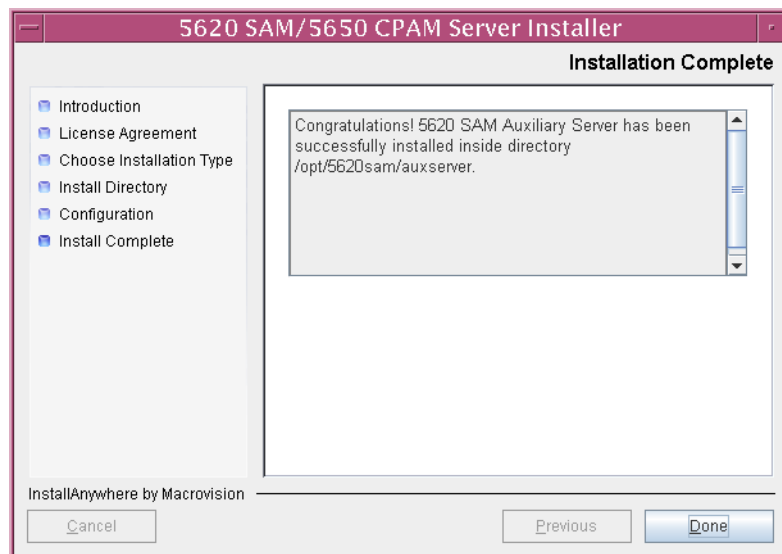 5620 SAM/5650 CPAM Server Installer
Installation Complete
Introduction
License Agreement
Choose Installation Type
Install Directory
Configuration
Install Complete
Congratulations! 5620 SAM Auxiliary Server has been
successfully installed inside directory
/opt/5620sam/auxserver.
InstallAnywhere by Macrovision
Cancel
Previous
Done